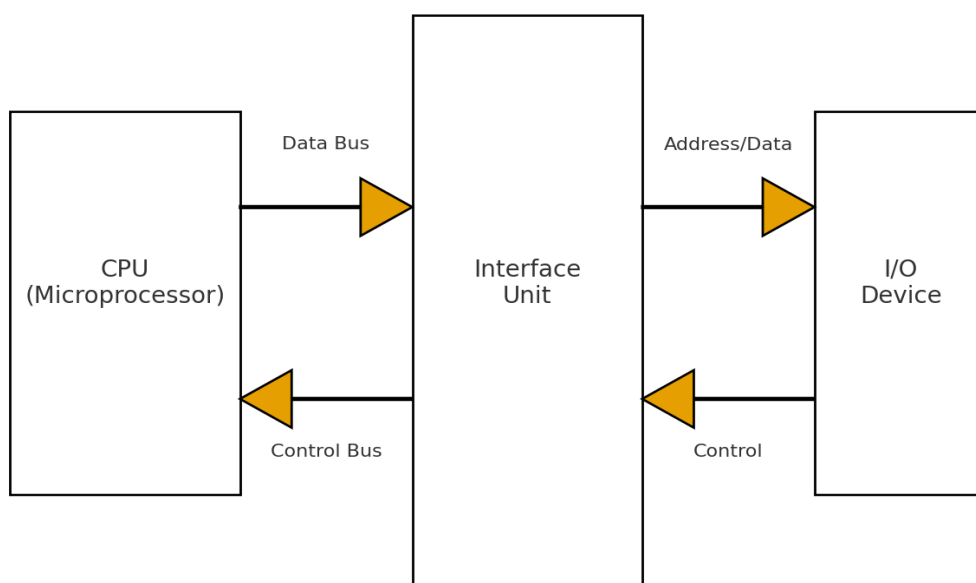 Data Bus
Address/Data
CPU
(Microprocessor)
Interface
Unit
I/O
Device
Control Bus
Control